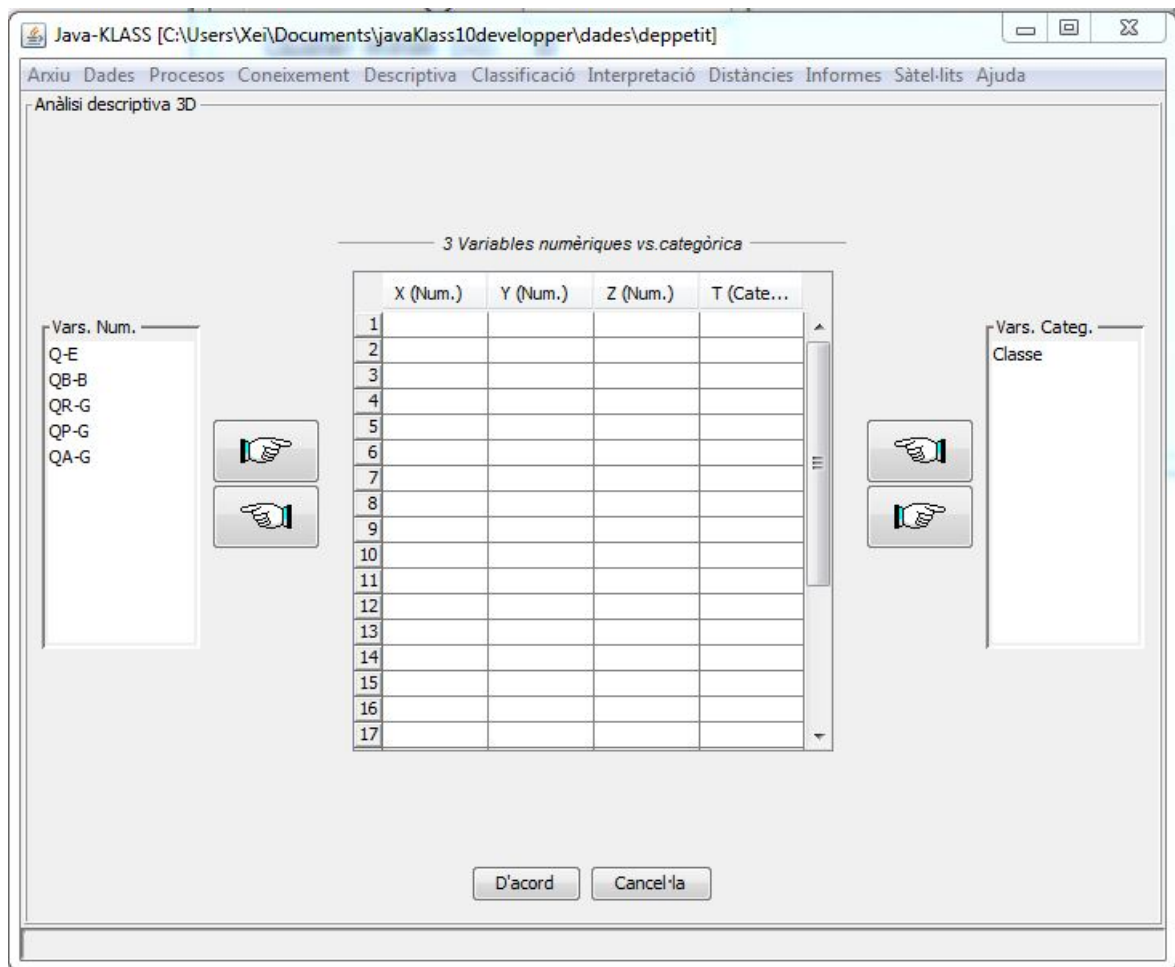 Java-KLASS [C:\Users\Xei\Documents\javaKlass10developper\dades\deppetit]
Arxiu Dades Procesos Coneixement Descriptiva Classificació Interpretació Distàncies Informes Sàtel·lits Ajuda
Anàlisi descriptiva 3D
3 Variables numèriques vs.categòrica
X (Num.) Y (Num.) Z (Num.) T (Cate...
Vars. Num.
Q-E
QB-B
QR-G
QP-G
QA-G
1
2
3
4
5
6
7
8
9
10
11
12
13
14
15
16
17
Vars. Categ.
Classe
D'acord Cancel·la